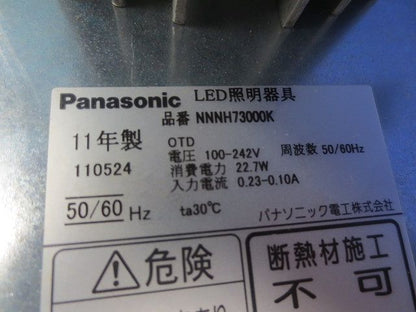 Panasonic LED照明器具
品番 NNNH73000K
11年製 OTD
電圧 100-242V 周波数 50/60Hz
110524 消費電力 22.7W
入力電流 0.23-0.10A
50/60 Hz ta30℃ パナソニック電工株式会社
危険
断熱材施工
不可